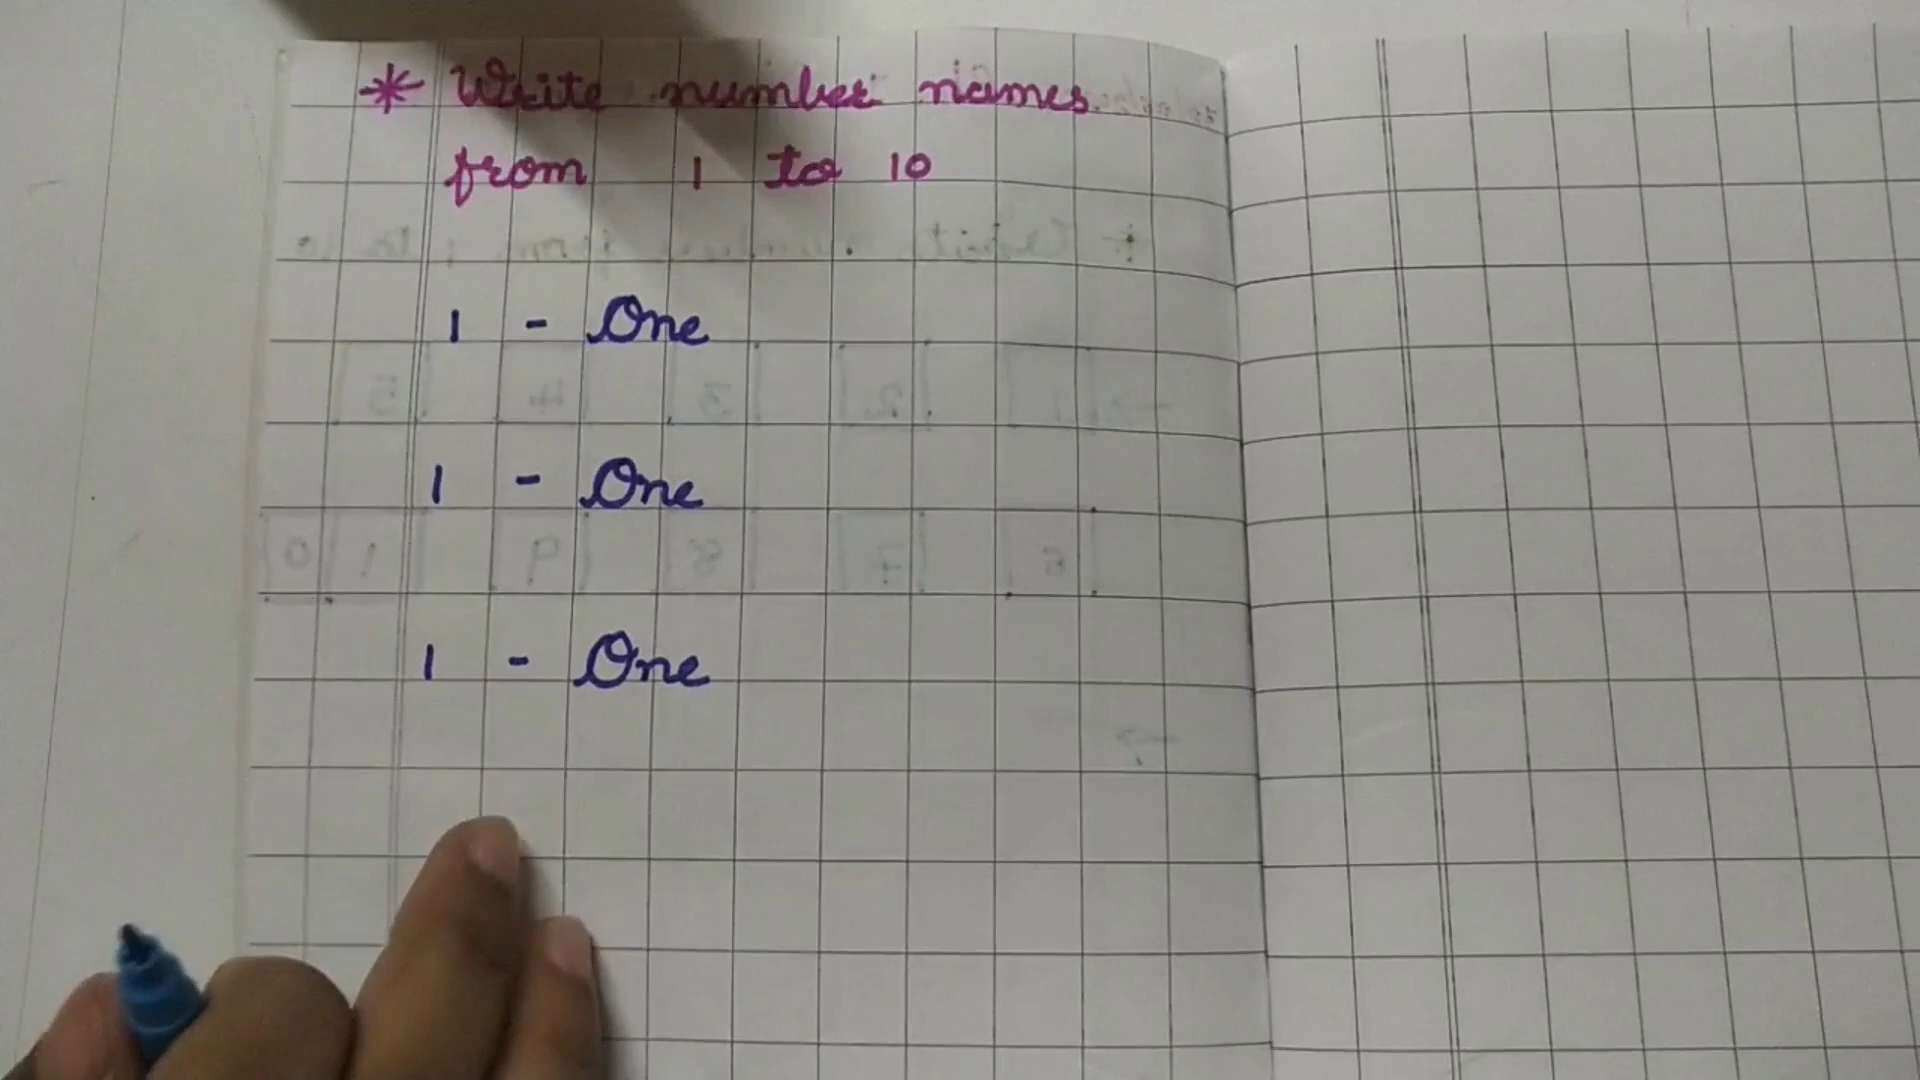 * Write number names
from 1 to 10
1 - One
1 - One
1 - One